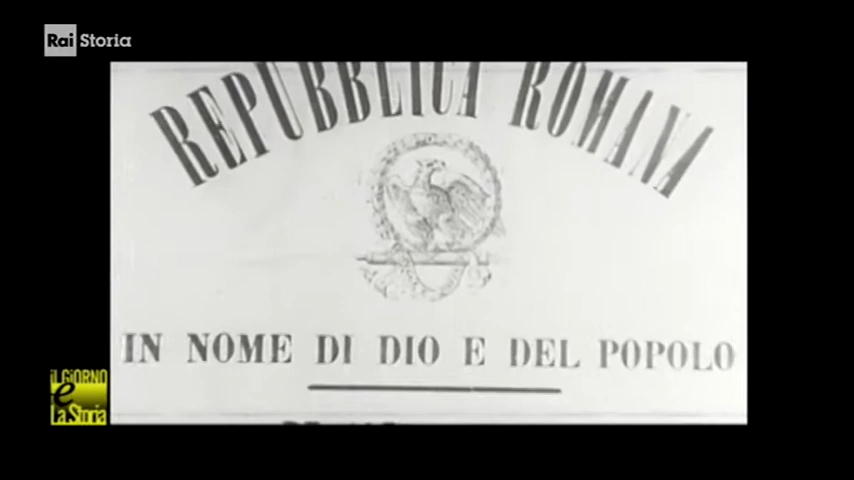 Rai Storia
REPUBBLICA ROMANA
IN NOME DI DIO E DEL POPOLO
iL GiORNO
e
La Storia